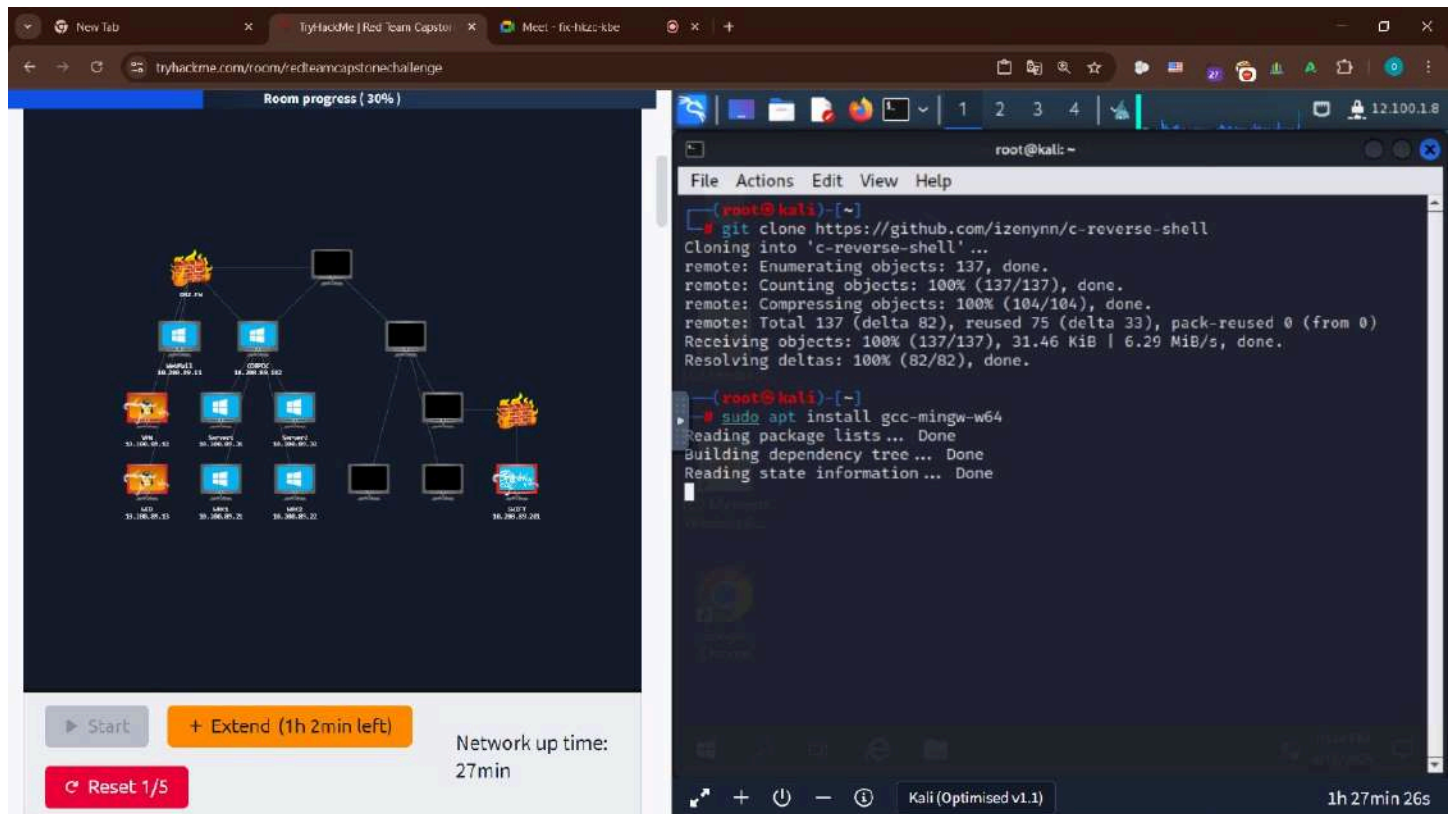 New Tab
TryHackMe | Red Team Capston
Meet - fix-hkzc-kbe
tryhackme.com/room/redteamcapstonechallenge
27
Room progress ( 30% )
1 2 3 4
12.100.1.8
root@kali: ~
File Actions Edit View Help
(root㉿kali)-[~]
# git clone https://github.com/izenynn/c-reverse-shell
Cloning into 'c-reverse-shell'...
remote: Enumerating objects: 137, done.
remote: Counting objects: 100% (137/137), done.
remote: Compressing objects: 100% (104/104), done.
remote: Total 137 (delta 82), reused 75 (delta 33), pack-reused 0 (from 0)
Receiving objects: 100% (137/137), 31.46 KiB | 6.29 MiB/s, done.
Resolving deltas: 100% (82/82), done.
(root㉿kali)-[~]
# sudo apt install gcc-mingw-w64
Reading package lists... Done
Building dependency tree... Done
Reading state information... Done
VPN
Server1
Start
+ Extend (1h 2min left)
Network up time:
27min
Reset 1/5
Kali (Optimised v1.1)
1h 27min 26s